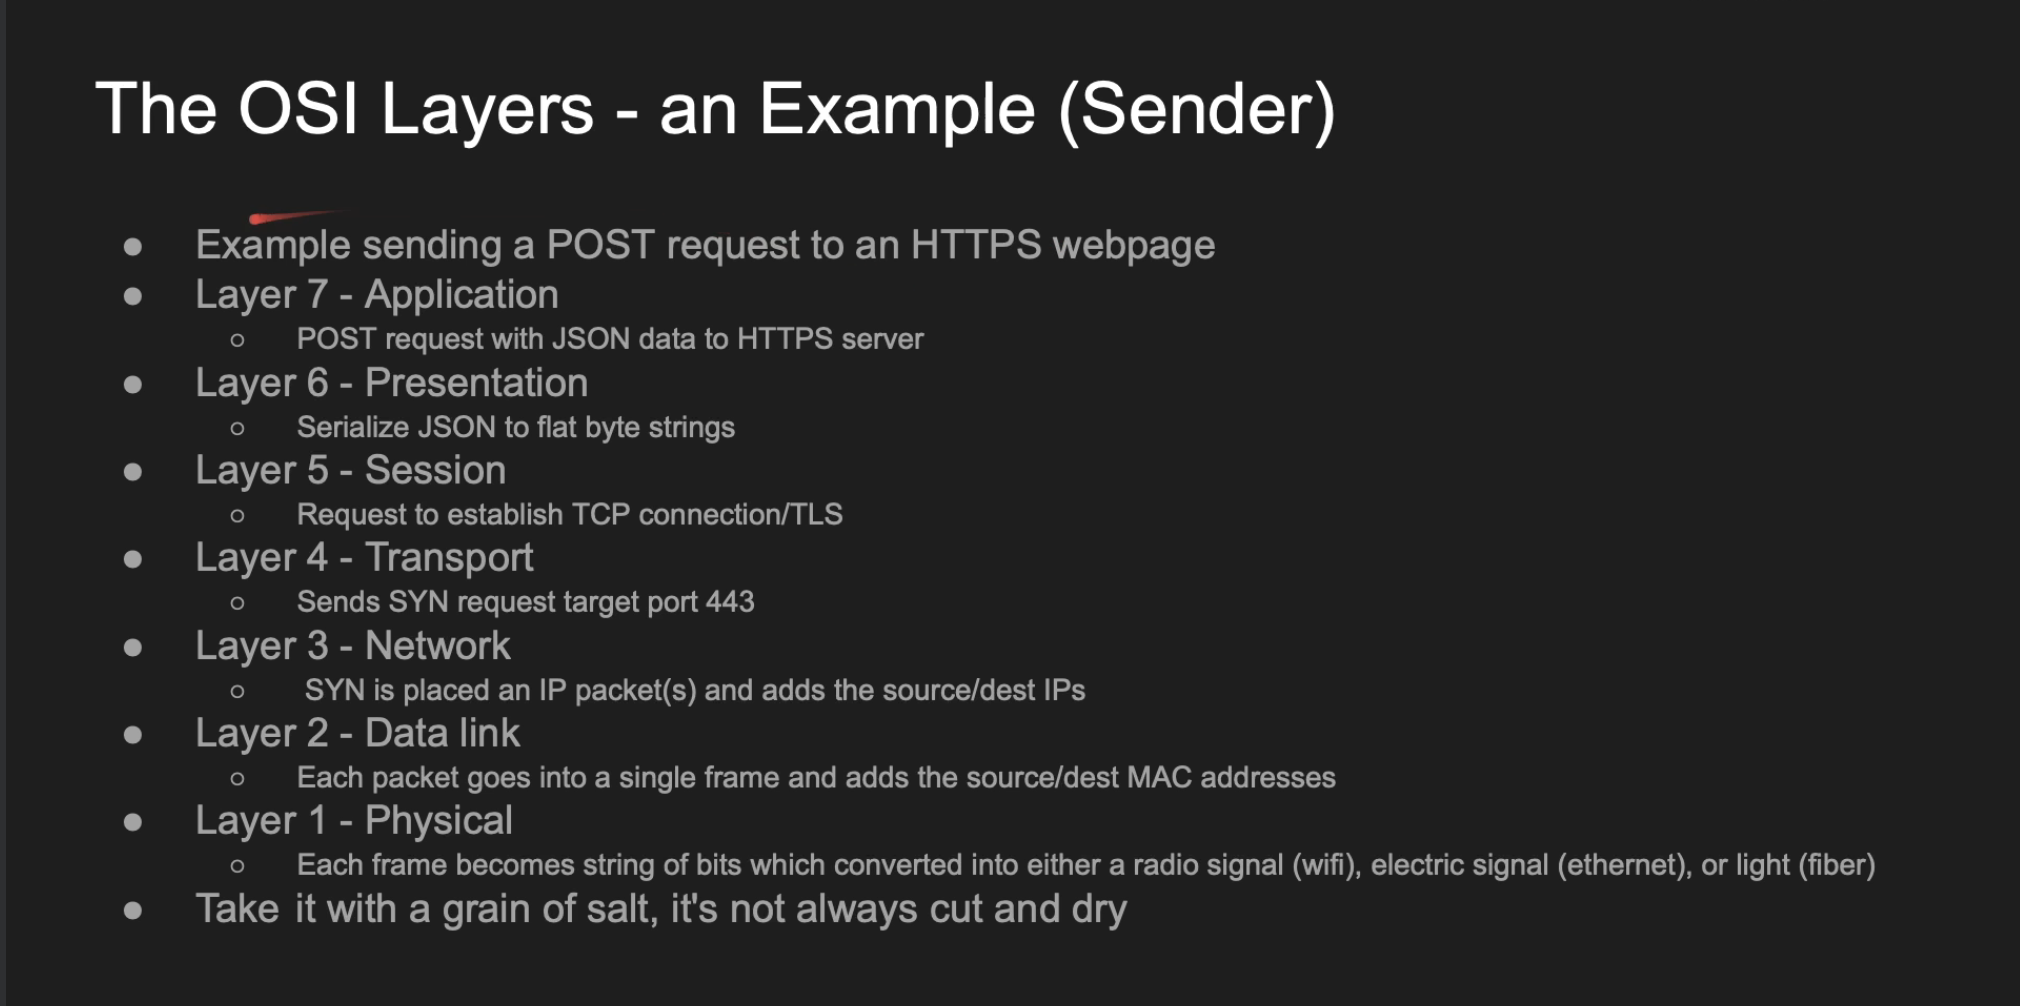 The OSI Layers - an Example (Sender)
● Example sending a POST request to an HTTPS webpage
● Layer 7 - Application
○ POST request with JSON data to HTTPS server
● Layer 6 - Presentation
○ Serialize JSON to flat byte strings
● Layer 5 - Session
○ Request to establish TCP connection/TLS
● Layer 4 - Transport
○ Sends SYN request target port 443
● Layer 3 - Network
○ SYN is placed an IP packet(s) and adds the source/dest IPs
● Layer 2 - Data link
○ Each packet goes into a single frame and adds the source/dest MAC addresses
● Layer 1 - Physical
○ Each frame becomes string of bits which converted into either a radio signal (wifi), electric signal (ethernet), or light (fiber)
● Take it with a grain of salt, it's not always cut and dry